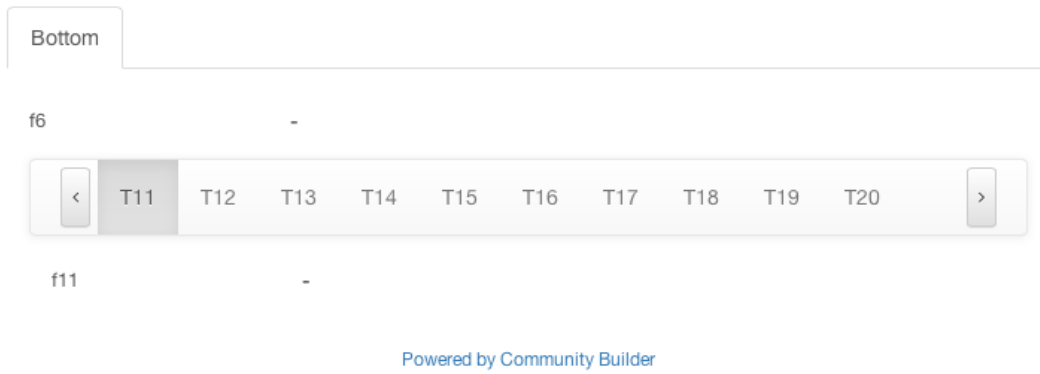 Bottom
f6 -
‹ T11 T12 T13 T14 T15 T16 T17 T18 T19 T20 ›
f11 -
Powered by Community Builder